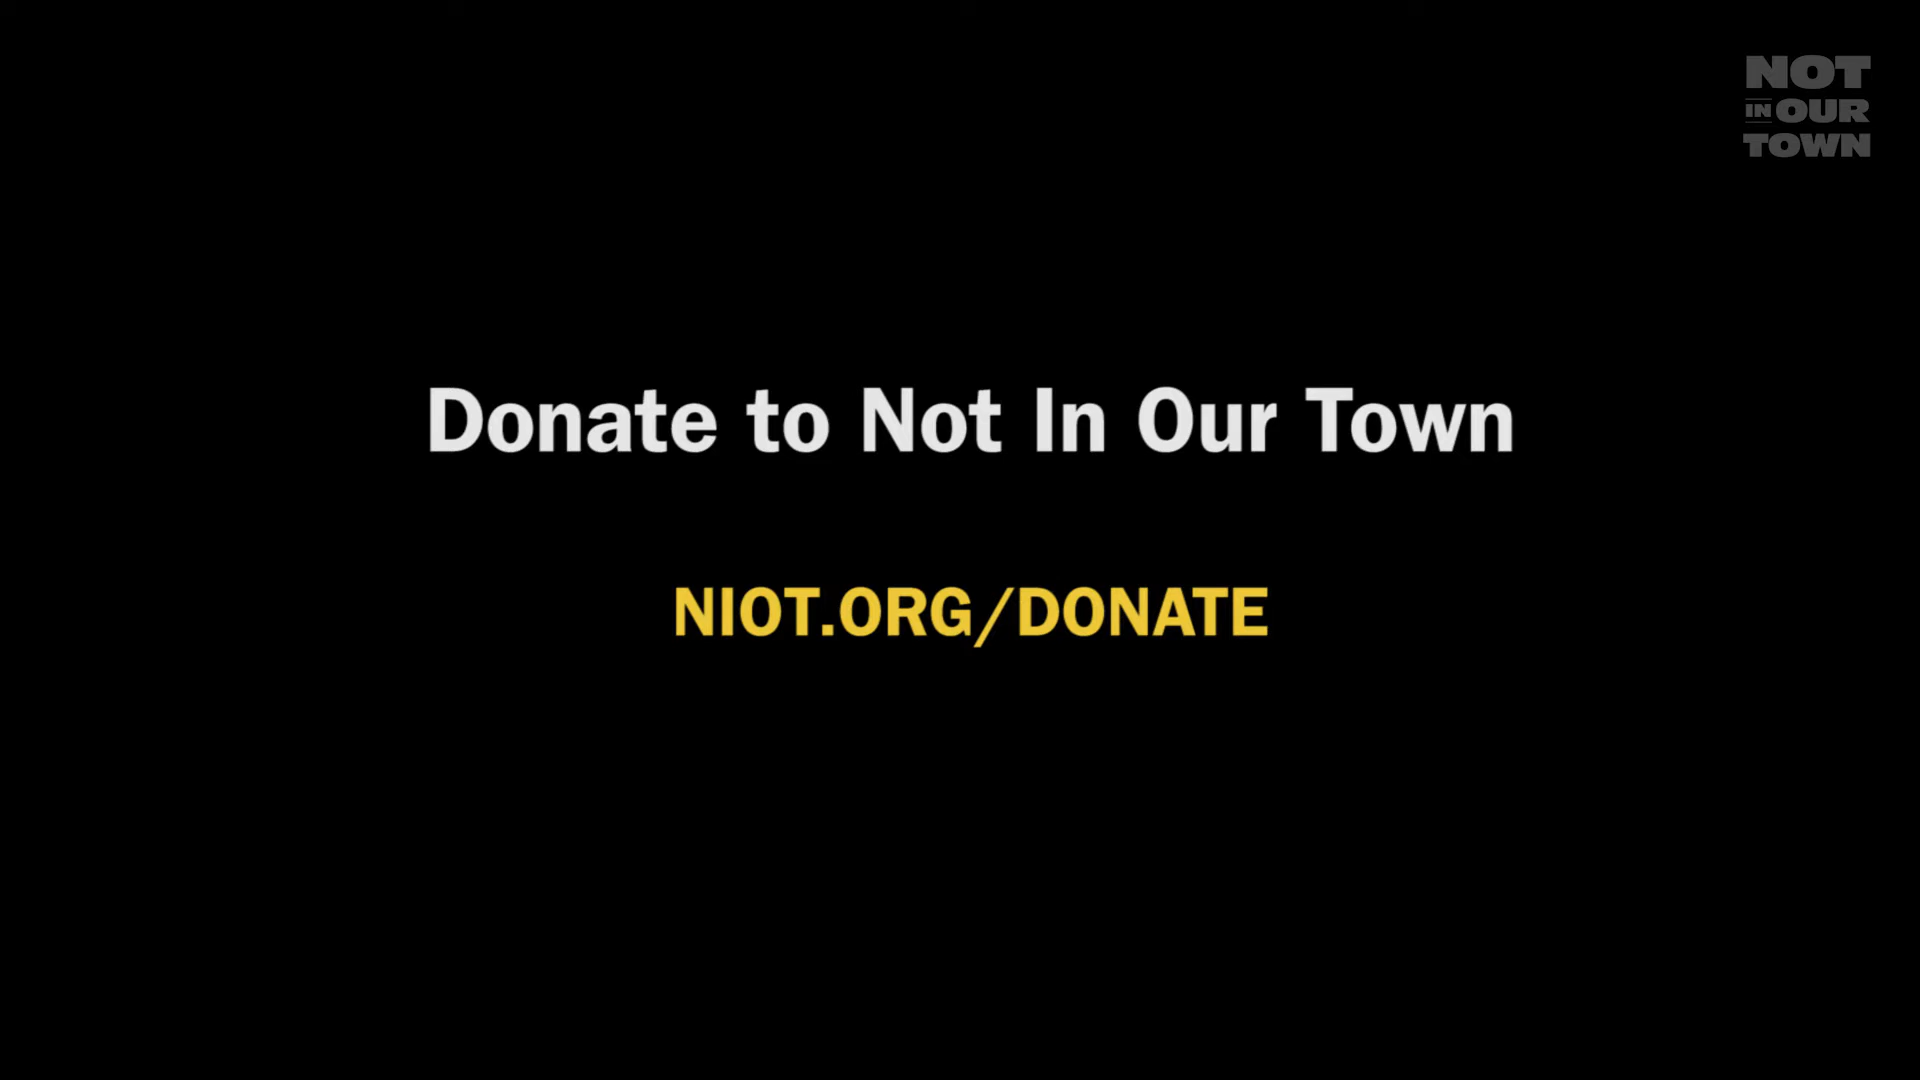 NOT
IN OUR
TOWN
Donate to Not In Our Town
NIOT.ORG/DONATE